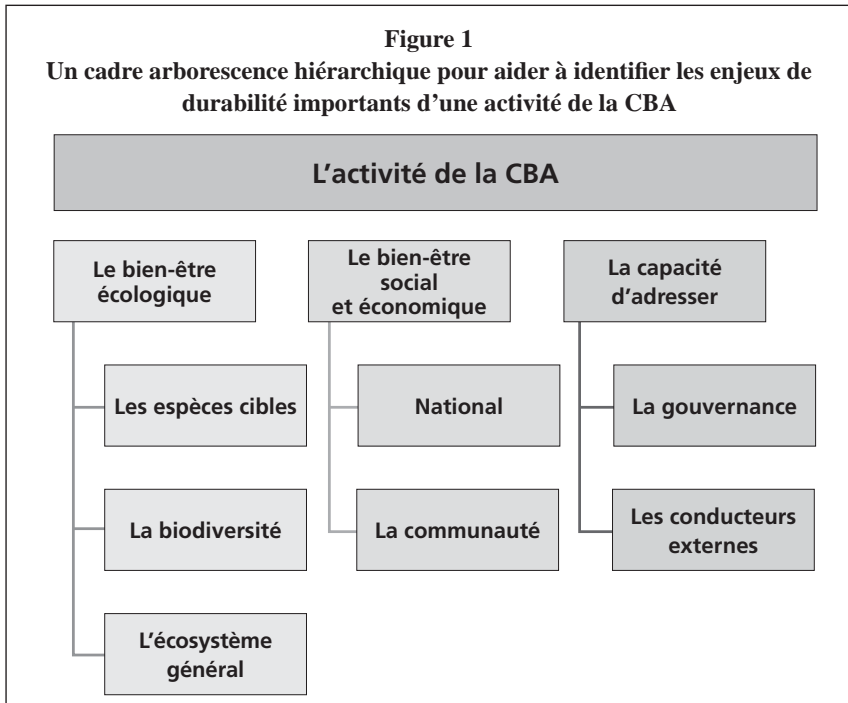 Figure 1
Un cadre arborescence hiérarchique pour aider à identifier les enjeux de
durabilité importants d’une activité de la CBA
L’activité de la CBA
Le bien-être
écologique
Le bien-être
social
et économique
La capacité
d’adresser
Les espèces cibles
National
La gouvernance
La biodiversité
La communauté
Les conducteurs
externes
L’écosystème
général